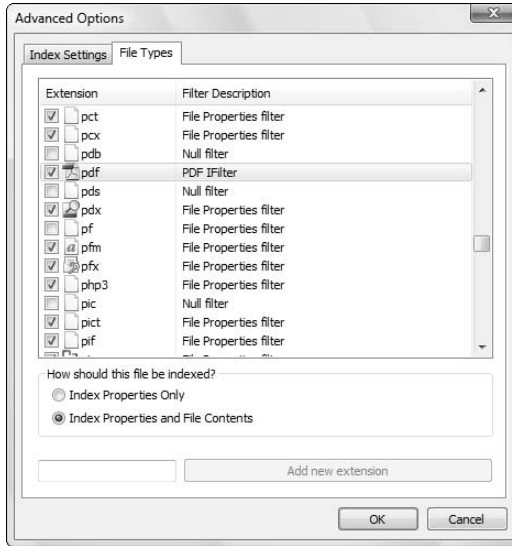 Advanced Options
Index Settings File Types
Extension Filter Description
pct File Properties filter
pcx File Properties filter
pdb Null filter
pdf PDF IFilter
pds Null filter
pdx File Properties filter
pf File Properties filter
pfm File Properties filter
pfx File Properties filter
php3 File Properties filter
pic Null filter
pict File Properties filter
pif File Properties filter
How should this file be indexed?
Index Properties Only
Index Properties and File Contents
Add new extension
OK Cancel